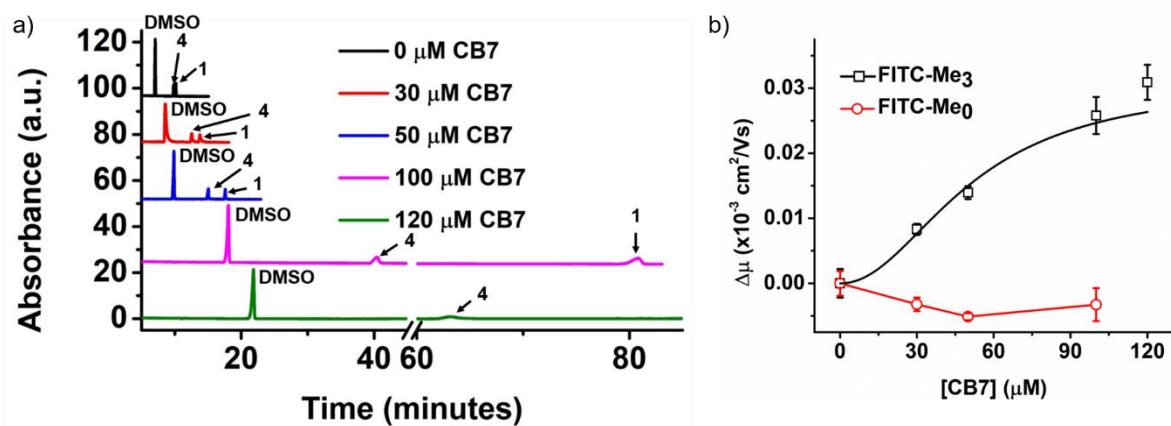 a)
Absorbance (a.u.)
120
100
80
60
40
20
0
DMSO
4
1
DMSO
4
1
DMSO
4
1
DMSO
4
1
DMSO
4
0 μM CB7
30 μM CB7
50 μM CB7
100 μM CB7
120 μM CB7
20
40
60
80
Time (minutes)
b)
Δμ (x10⁻³ cm²/Vs)
0.04
0.03
0.02
0.01
0.00
FITC-Me₃
FITC-Me₀
0
30
60
90
120
[CB7] (μM)